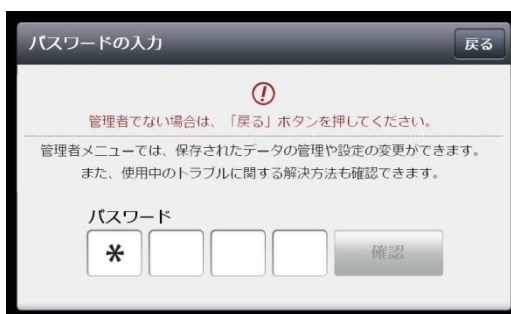 パスワードの入力
戻る
管理者でない場合は、「戻る」ボタンを押してください。
管理者メニューでは、保存されたデータの管理や設定の変更ができます。
また、使用中のトラブルに関する解決方法も確認できます。
パスワード
*
確認